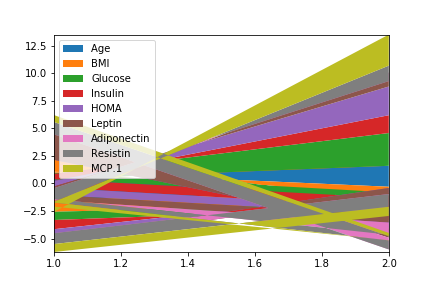 12.5
10.0
7.5
5.0
2.5
0.0
−2.5
−5.0
Age
BMI
Glucose
Insulin
HOMA
Leptin
Adiponectin
Resistin
MCP.1
1.0 1.2 1.4 1.6 1.8 2.0